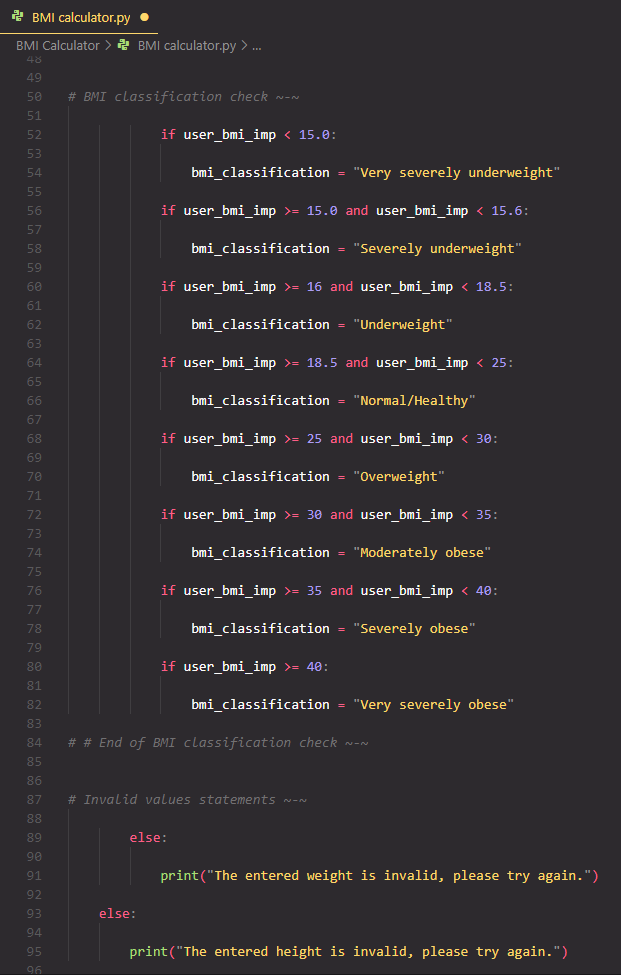 BMI calculator.py
BMI Calculator > BMI calculator.py > ...
48
49
50 # BMI classification check ~-~
51
52 if user_bmi_imp < 15.0:
53
54 bmi_classification = "Very severely underweight"
55
56 if user_bmi_imp >= 15.0 and user_bmi_imp < 15.6:
57
58 bmi_classification = "Severely underweight"
59
60 if user_bmi_imp >= 16 and user_bmi_imp < 18.5:
61
62 bmi_classification = "Underweight"
63
64 if user_bmi_imp >= 18.5 and user_bmi_imp < 25:
65
66 bmi_classification = "Normal/Healthy"
67
68 if user_bmi_imp >= 25 and user_bmi_imp < 30:
69
70 bmi_classification = "Overweight"
71
72 if user_bmi_imp >= 30 and user_bmi_imp < 35:
73
74 bmi_classification = "Moderately obese"
75
76 if user_bmi_imp >= 35 and user_bmi_imp < 40:
77
78 bmi_classification = "Severely obese"
79
80 if user_bmi_imp >= 40:
81
82 bmi_classification = "Very severely obese"
83
84 # # End of BMI classification check ~-~
85
86
87 # Invalid values statements ~-~
88
89 else:
90
91 print("The entered weight is invalid, please try again.")
92
93 else:
94
95 print("The entered height is invalid, please try again.")
96